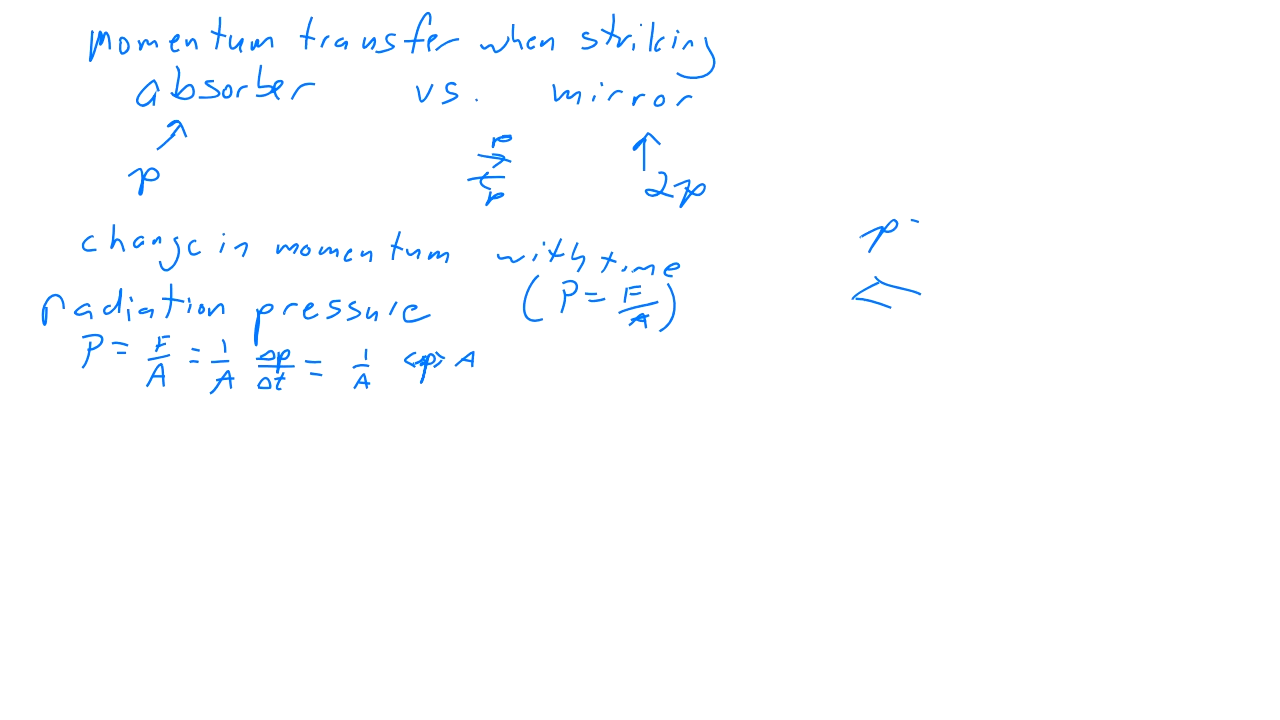 momentum transfer when striking
absorber vs. mirror
p p p 2p
change in momentum with time p
radiation pressure (P = F/A)
P = F/A = 1/A Δp/Δt = 1/A <p> A